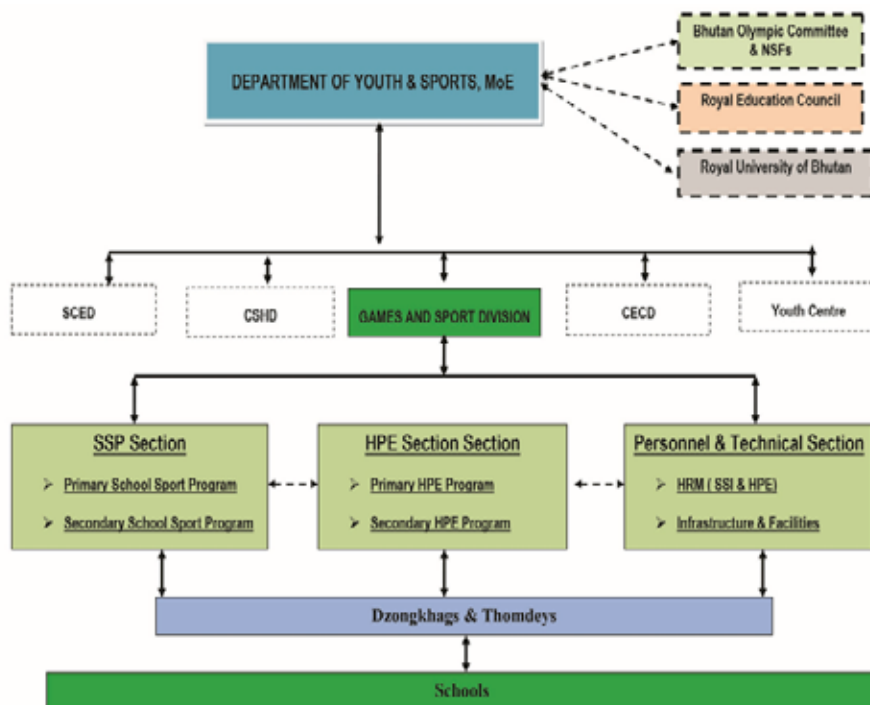 DEPARTMENT OF YOUTH & SPORTS, MoE
Bhutan Olympic Committee
& NSFs
Royal Education Council
Royal University of Bhutan
SCED
CSHD
GAMES AND SPORT DIVISION
CECD
Youth Centre
SSP Section
Primary School Sport Program
Secondary School Sport Program
HPE Section Section
Primary HPE Program
Secondary HPE Program
Personnel & Technical Section
HRM ( SSI & HPE)
Infrastructure & Facilities
Dzongkhags & Thomdeys
Schools